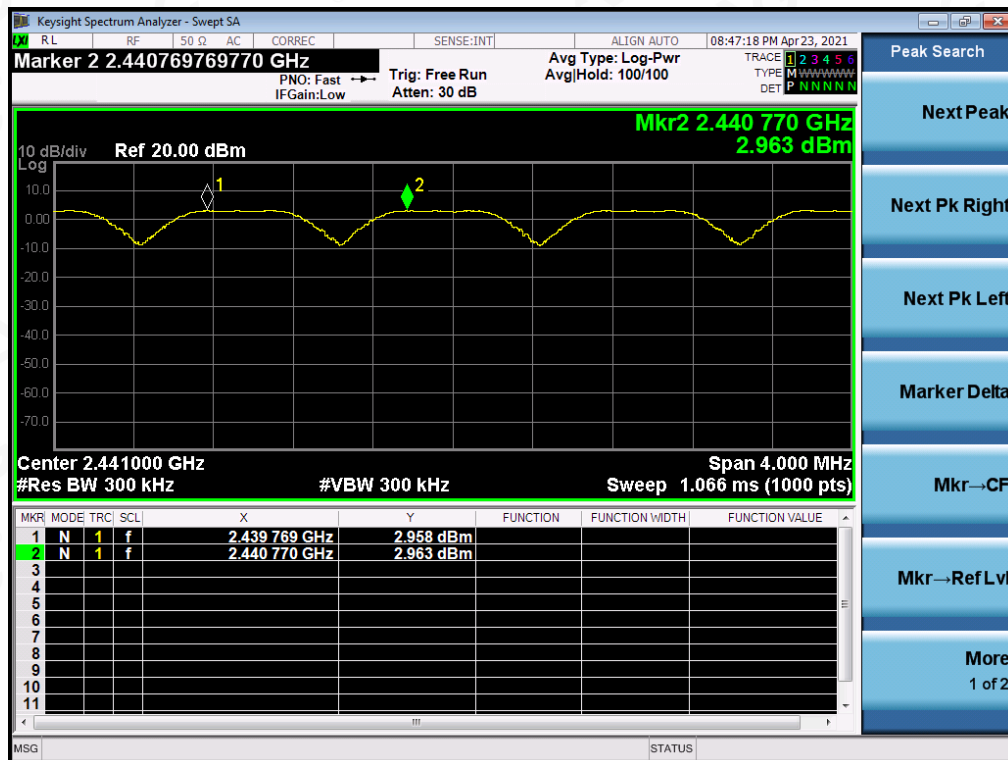 Keysight Spectrum Analyzer - Swept SA
LXI RL RF 50 Ω AC CORREC SENSE:INT ALIGN AUTO 08:47:18 PM Apr 23, 2021
Marker 2 2.440769769770 GHz
PNO: Fast
IFGain:Low
Trig: Free Run
Atten: 30 dB
Avg Type: Log-Pwr
Avg|Hold: 100/100
TRACE 1 2 3 4 5 6
TYPE M WWWWW
DET P N N N N N
Mkr2 2.440 770 GHz
2.963 dBm
10 dB/div Ref 20.00 dBm
Log
10.0
0.00
-10.0
-20.0
-30.0
-40.0
-50.0
-60.0
-70.0
1
2
Center 2.441000 GHz Span 4.000 MHz
#Res BW 300 kHz #VBW 300 kHz Sweep 1.066 ms (1000 pts)
MKR MODE TRC SCL X Y FUNCTION FUNCTION WIDTH FUNCTION VALUE
1 N 1 f 2.439 769 GHz 2.958 dBm
2 N 1 f 2.440 770 GHz 2.963 dBm
3
4
5
6
7
8
9
10
11
MSG STATUS
Peak Search
Next Peak
Next Pk Right
Next Pk Left
Marker Delta
Mkr→CF
Mkr→Ref Lvl
More
1 of 2